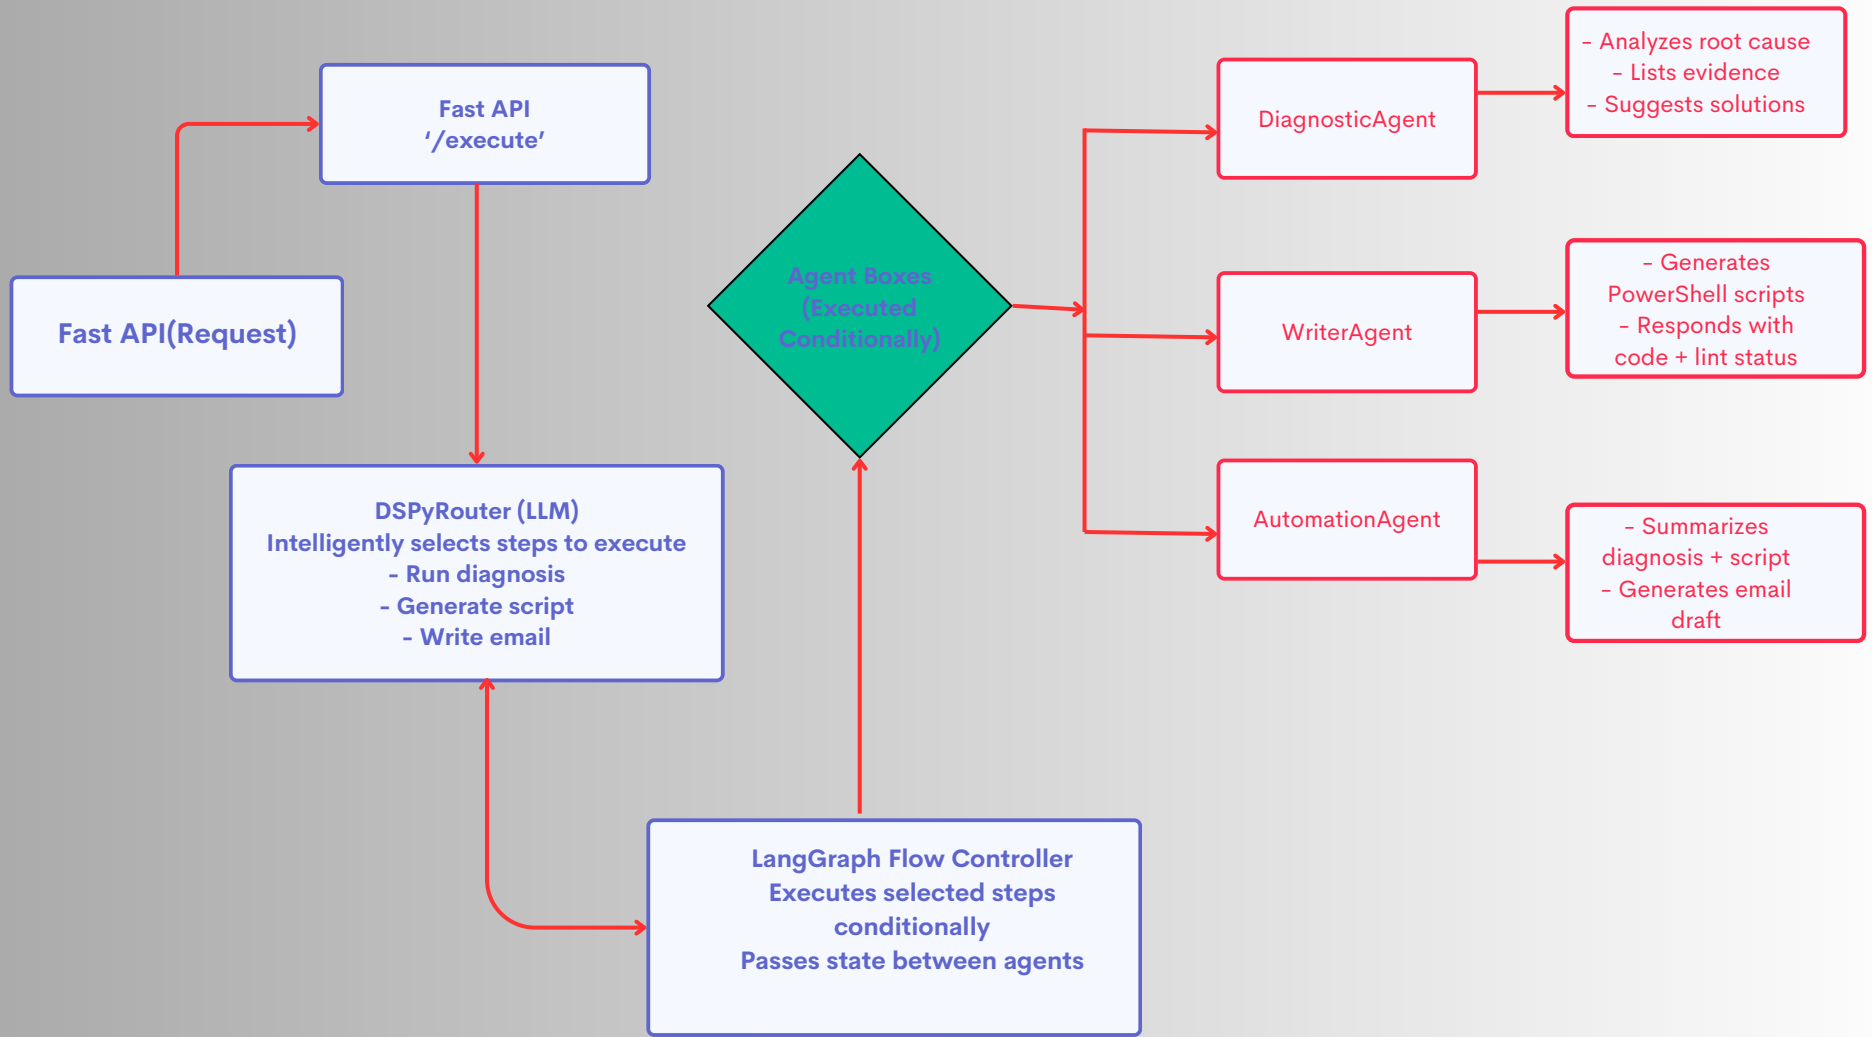 Fast API
‘/execute’
Fast API(Request)
DSPyRouter (LLM)
Intelligently selects steps to execute
- Run diagnosis
- Generate script
- Write email
LangGraph Flow Controller
Executes selected steps
conditionally
Passes state between agents
Agent Boxes
(Executed
Conditionally)
DiagnosticAgent
- Analyzes root cause
- Lists evidence
- Suggests solutions
WriterAgent
- Generates
PowerShell scripts
- Responds with
code + lint status
AutomationAgent
- Summarizes
diagnosis + script
- Generates email
draft